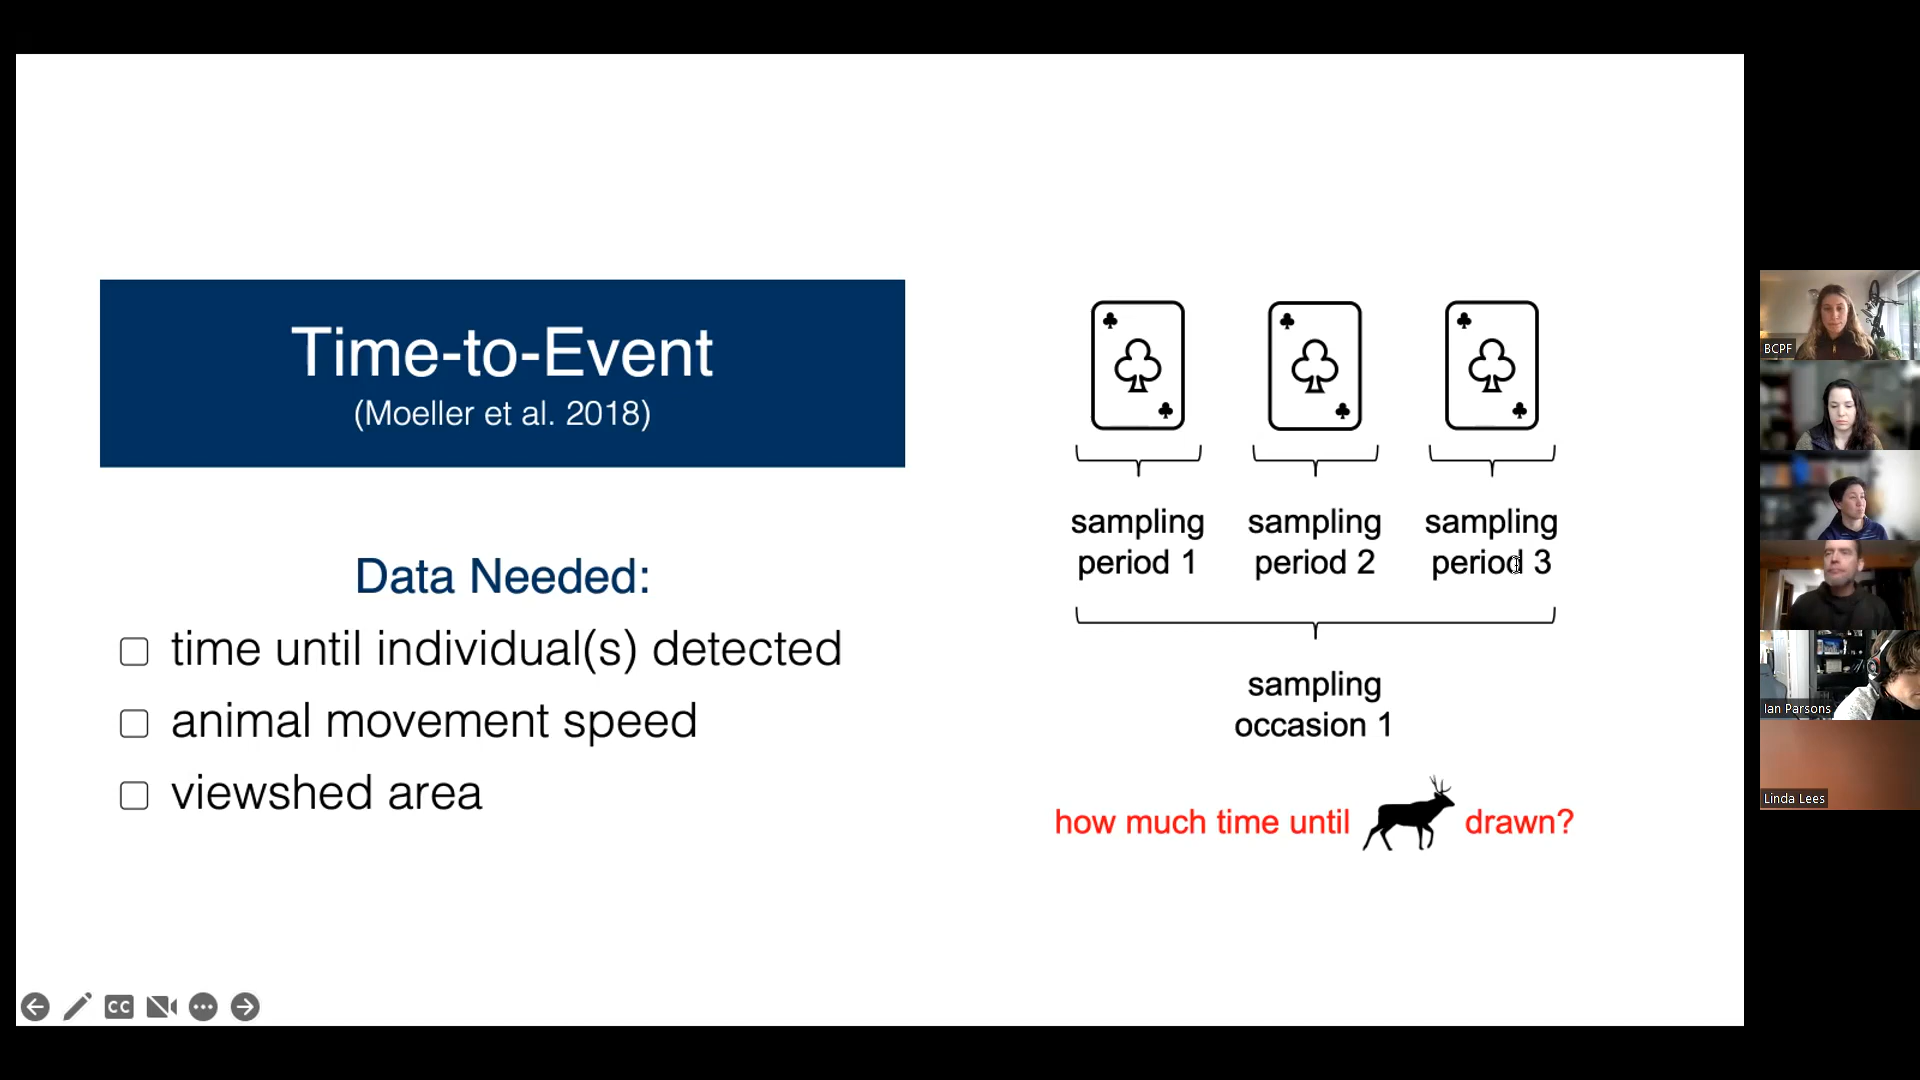 Time-to-Event
(Moeller et al. 2018)
Data Needed:
time until individual(s) detected
animal movement speed
viewshed area
sampling period 1
sampling period 2
sampling period 3
sampling occasion 1
how much time until drawn?
CC
BCPF
Ian Parsons
Linda Lees